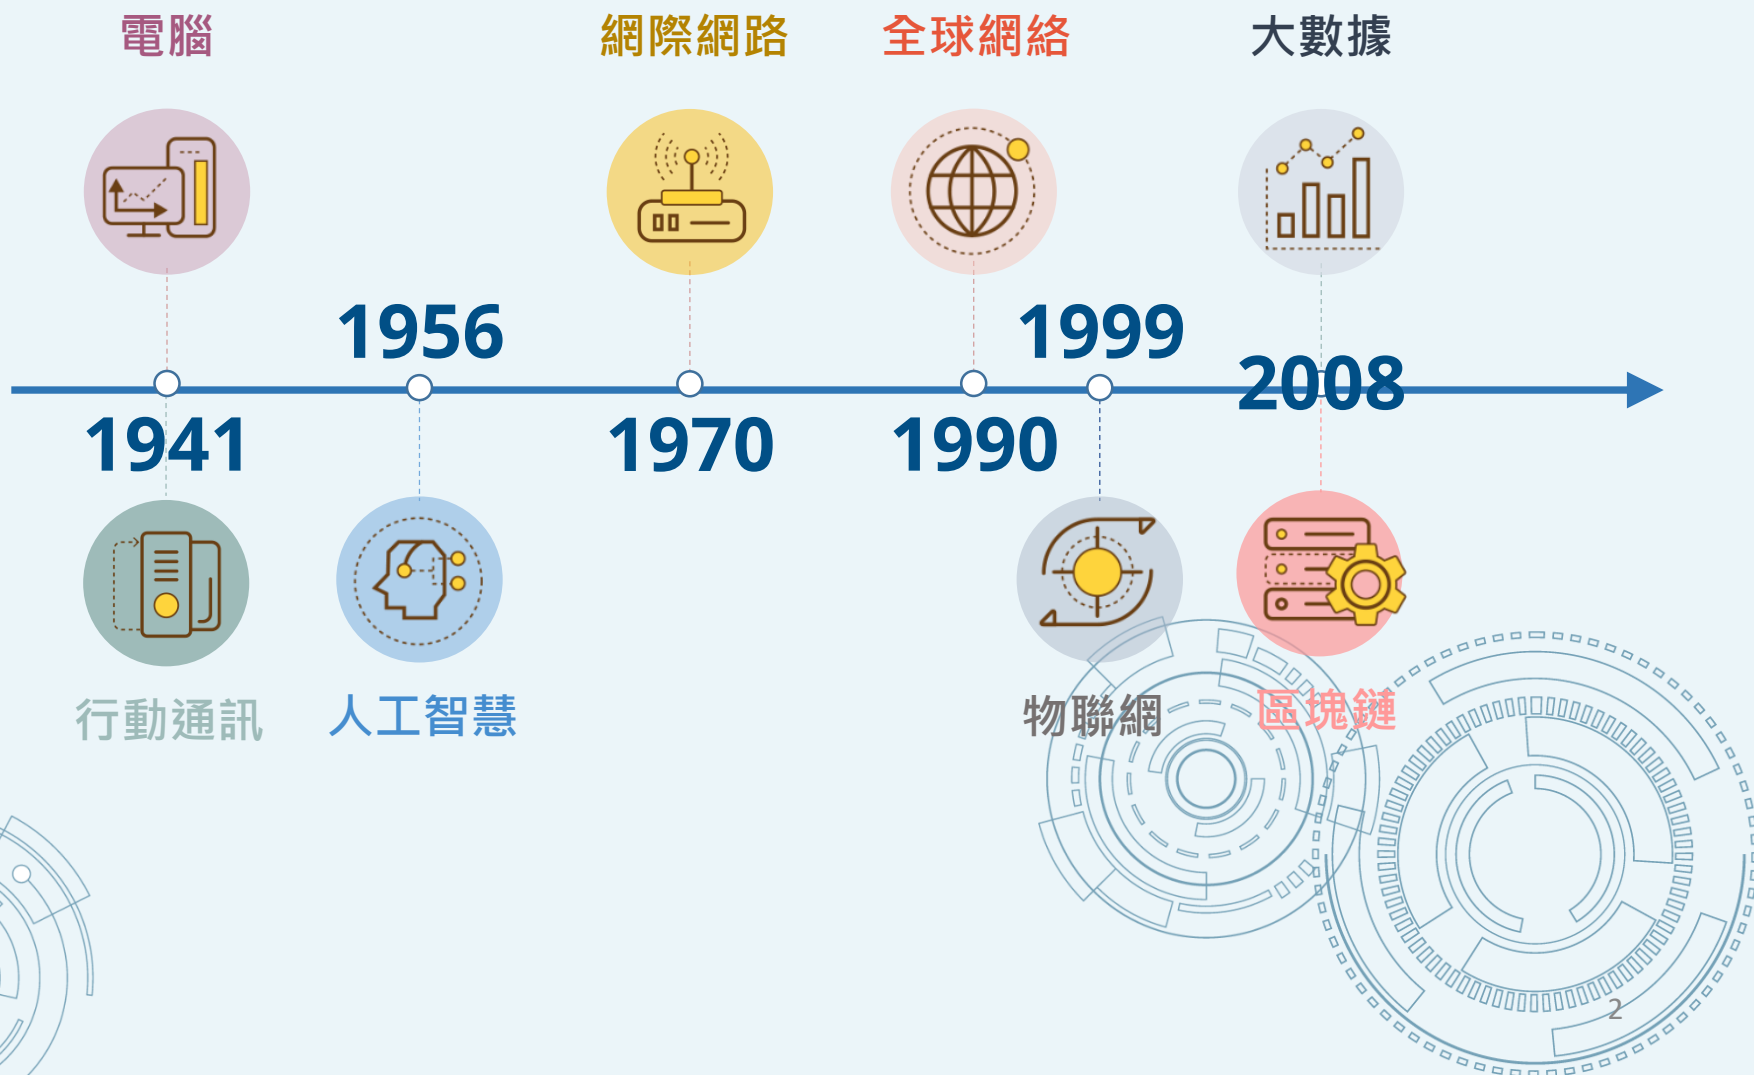 電腦
網際網路
全球網絡
大數據
1956
1999
2008
1941
1970
1990
行動通訊
人工智慧
物聯網
區塊鏈
2